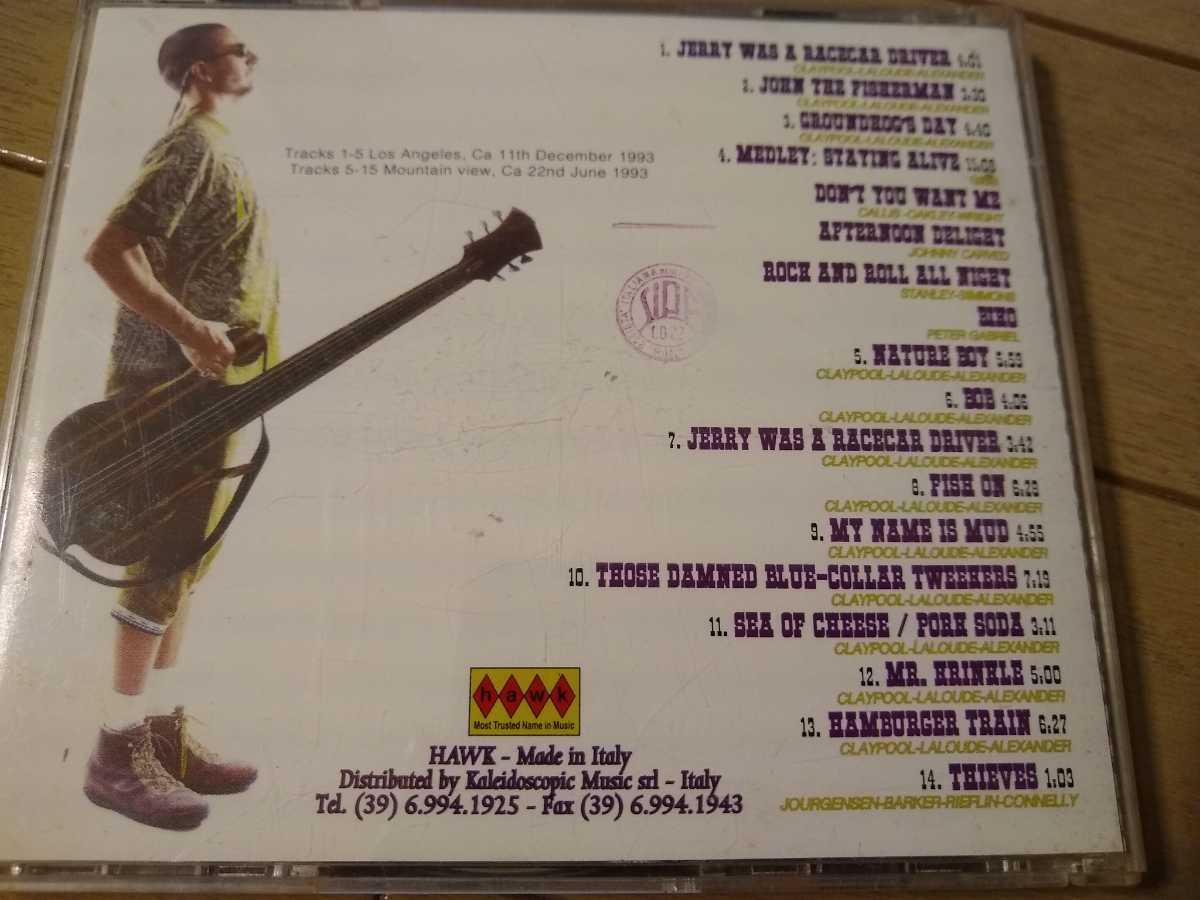 1. JERRY WAS A RACECAR DRIVER 4:01
CLAYPOOL-LALOUDE-ALEXANDER
2. JOHN THE FISHERMAN 3:30
CLAYPOOL-LALOUDE-ALEXANDER
3. GROUNDHOG'S DAY 4:40
CLAYPOOL-LALOUDE-ALEXANDER
4. MEDLEY: STAYING ALIVE
DON'T YOU WANT ME
CALLIS-OAKLEY-WRIGHT
AFTERNOON DELIGHT
JOHNNY CARVED
ROCK AND ROLL ALL NIGHT
STANLEY-SIMMONS
BIKO
PETER GABRIEL
5. NATURE BOY 5:59
CLAYPOOL-LALOUDE-ALEXANDER
6. BOB 4:06
CLAYPOOL-LALOUDE-ALEXANDER
7. JERRY WAS A RACECAR DRIVER 3:42
CLAYPOOL-LALOUDE-ALEXANDER
8. FISH ON 6:29
CLAYPOOL-LALOUDE-ALEXANDER
9. MY NAME IS MUD 4:55
CLAYPOOL-LALOUDE-ALEXANDER
10. THOSE DAMNED BLUE-COLLAR TWEEKERS 7:19
CLAYPOOL-LALOUDE-ALEXANDER
11. SEA OF CHEESE / PORK SODA 3:11
CLAYPOOL-LALOUDE-ALEXANDER
12. MR. KRINKLE 5:00
CLAYPOOL-LALOUDE-ALEXANDER
13. HAMBURGER TRAIN 6:27
CLAYPOOL-LALOUDE-ALEXANDER
14. THIEVES 1:03
JOURGENSEN-BARKER-RIEFLIN-CONNELLY
Tracks 1-5 Los Angeles, Ca 11th December 1993
Tracks 5-15 Mountain view, Ca 22nd June 1993
hawk
Most Trusted Name in Music
HAWK - Made in Italy
Distributed by Kaleidoscopic Music srl - Italy
Tel. (39) 6.994.1925 - Fax (39) 6.994.1943